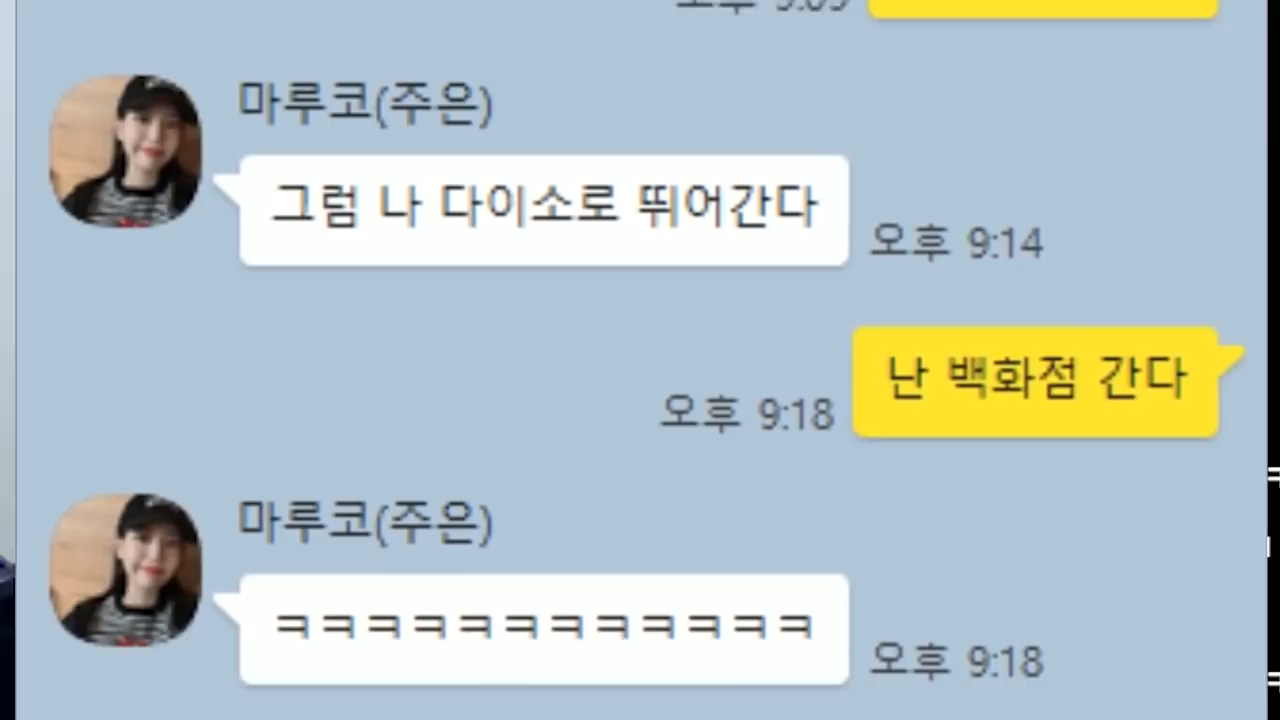 마루코(주은)
그럼 나 다이소로 뛰어간다
오후 9:14
난 백화점 간다
오후 9:18
마루코(주은)
ㅋㅋㅋㅋㅋㅋㅋㅋㅋㅋㅋㅋ
오후 9:18